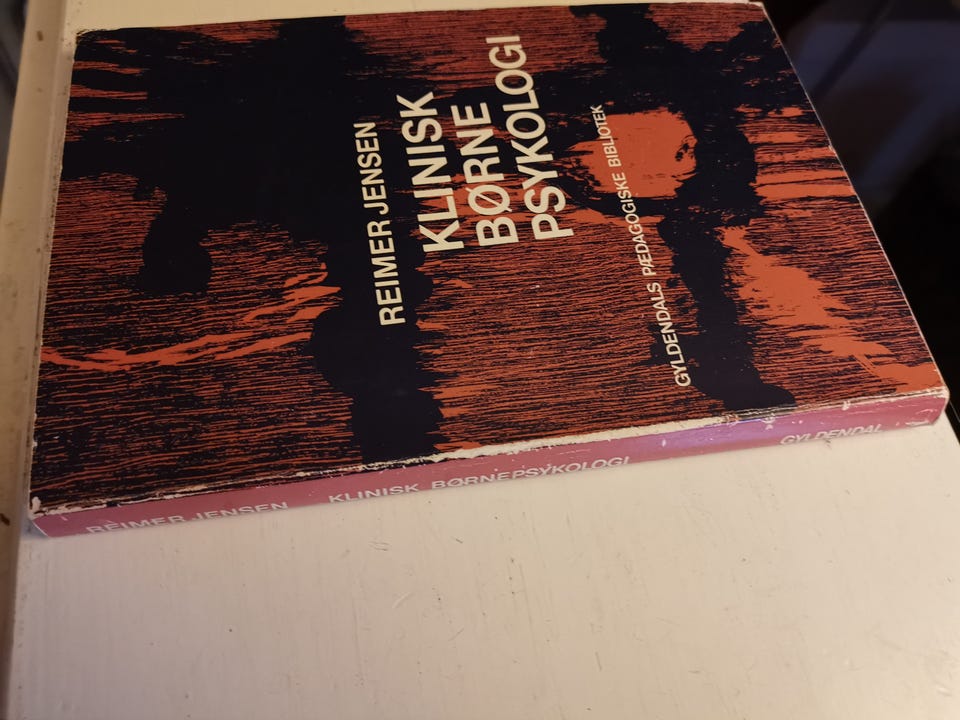 REIMER JENSEN
KLINISK
BØRNE
PSYKOLOGI
GYLDENDALS PÆDAGOGISKE BIBLIOTEK
REIMER JENSEN KLINISK BØRNEPSYKOLOGI GYLDENDAL